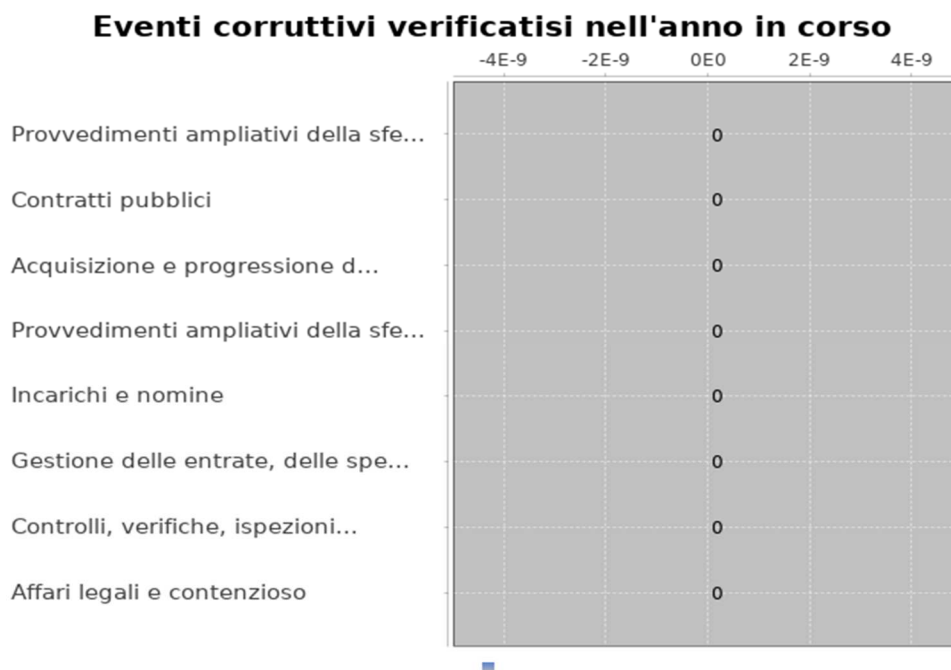 Eventi corruttivi verificatisi nell'anno in corso
-4E-9 -2E-9 0E0 2E-9 4E-9
Provvedimenti ampliativi della sfe... 0
Contratti pubblici 0
Acquisizione e progressione d... 0
Provvedimenti ampliativi della sfe... 0
Incarichi e nomine 0
Gestione delle entrate, delle spe... 0
Controlli, verifiche, ispezioni... 0
Affari legali e contenzioso 0